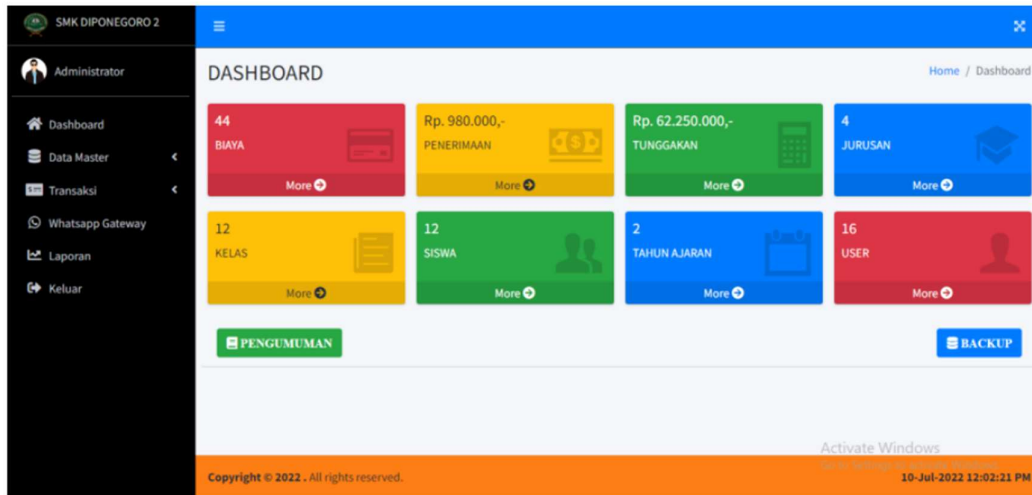 SMK DIPONEGORO 2
Administrator
Dashboard
Data Master
Transaksi
Whatsapp Gateway
Laporan
Keluar
DASHBOARD
Home / Dashboard
44
BIAYA
More
Rp. 980.000,-
PENERIMAAN
More
Rp. 62.250.000,-
TUNGGAKAN
More
4
JURUSAN
More
12
KELAS
More
12
SISWA
More
2
TAHUN AJARAN
More
16
USER
More
PENGUMUMAN
BACKUP
Activate Windows
Copyright © 2022 . All rights reserved.
10-Jul-2022 12:02:21 PM